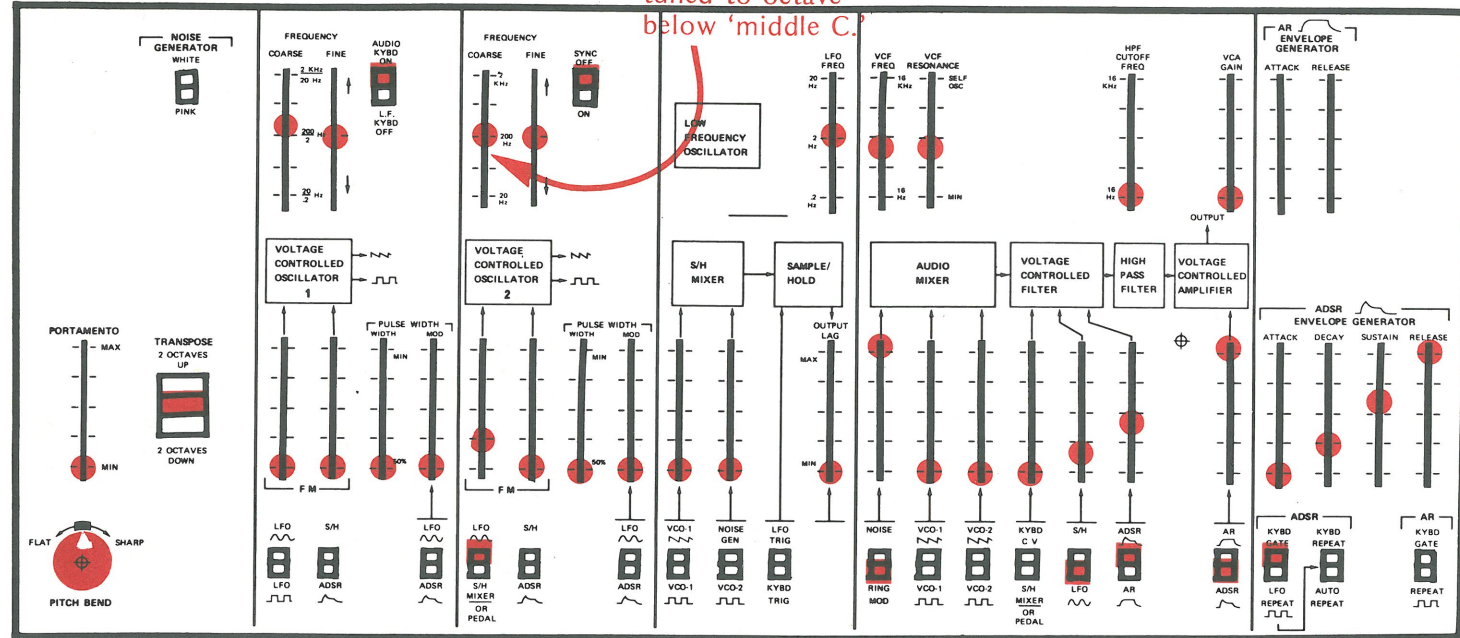 tuned to octave
below 'middle C.'
NOISE
GENERATOR
WHITE
PINK
PORTAMENTO
MAX
MIN
TRANSPOSE
2 OCTAVES
UP
2 OCTAVES
DOWN
FLAT
SHARP
PITCH BEND
FREQUENCY
COARSE
FINE
2 KHz
20 Hz
200 Hz
2
20 Hz
.2
AUDIO
KYBD
ON
L.F.
KYBD
OFF
VOLTAGE
CONTROLLED
OSCILLATOR
1
PULSE WIDTH
WIDTH
MOD
MIN
50%
FM
LFO
S/H
LFO
LFO
ADSR
ADSR
FREQUENCY
COARSE
FINE
2
KHz
200
Hz
20
Hz
SYNC
OFF
ON
VOLTAGE
CONTROLLED
OSCILLATOR
2
PULSE WIDTH
WIDTH
MOD
MIN
50%
FM
LFO
S/H
LFO
S/H
MIXER
OR
PEDAL
ADSR
ADSR
LOW
FREQUENCY
OSCILLATOR
LFO
FREQ
20
Hz
2
Hz
.2
Hz
S/H
MIXER
SAMPLE/
HOLD
OUTPUT
LAG
MAX
MIN
VCO-1
NOISE
GEN
LFO
TRIG
VCO-1
VCO-2
KYBD
TRIG
VCF
FREQ
VCF
RESONANCE
16
KHz
SELF
OSC
16
Hz
MIN
HPF
CUTOFF
FREQ
16
KHz
16
Hz
VCA
GAIN
OUTPUT
AUDIO
MIXER
VOLTAGE
CONTROLLED
FILTER
HIGH
PASS
FILTER
VOLTAGE
CONTROLLED
AMPLIFIER
NOISE
VCO-1
VCO-2
KYBD
CV
S/H
ADSR
AR
RING
MOD
VCO-1
VCO-2
S/H
MIXER
OR
PEDAL
LFO
AR
ADSR
AR
ENVELOPE
GENERATOR
ATTACK
RELEASE
ADSR
ENVELOPE GENERATOR
ATTACK
DECAY
SUSTAIN
RELEASE
ADSR
KYBD
GATE
KYBD
REPEAT
LFO
REPEAT
AUTO
REPEAT
AR
KYBD
GATE
REPEAT